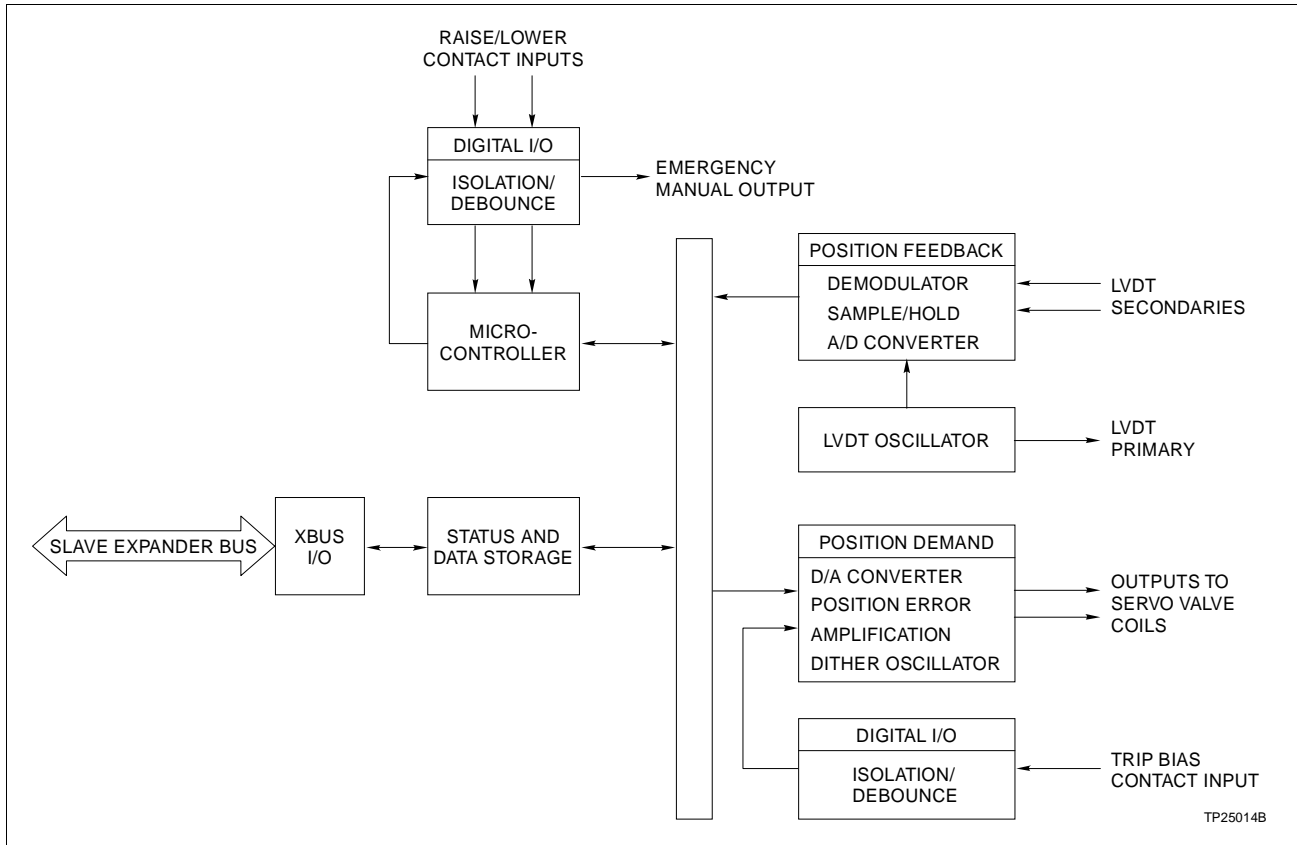 RAISE/LOWER
CONTACT INPUTS
DIGITAL I/O
ISOLATION/
DEBOUNCE
EMERGENCY
MANUAL OUTPUT
MICRO-
CONTROLLER
POSITION FEEDBACK
DEMODULATOR
SAMPLE/HOLD
A/D CONVERTER
LVDT
SECONDARIES
LVDT OSCILLATOR
LVDT
PRIMARY
SLAVE EXPANDER BUS
XBUS
I/O
STATUS AND
DATA STORAGE
POSITION DEMAND
D/A CONVERTER
POSITION ERROR
AMPLIFICATION
DITHER OSCILLATOR
OUTPUTS TO
SERVO VALVE
COILS
DIGITAL I/O
ISOLATION/
DEBOUNCE
TRIP BIAS
CONTACT INPUT
TP25014B